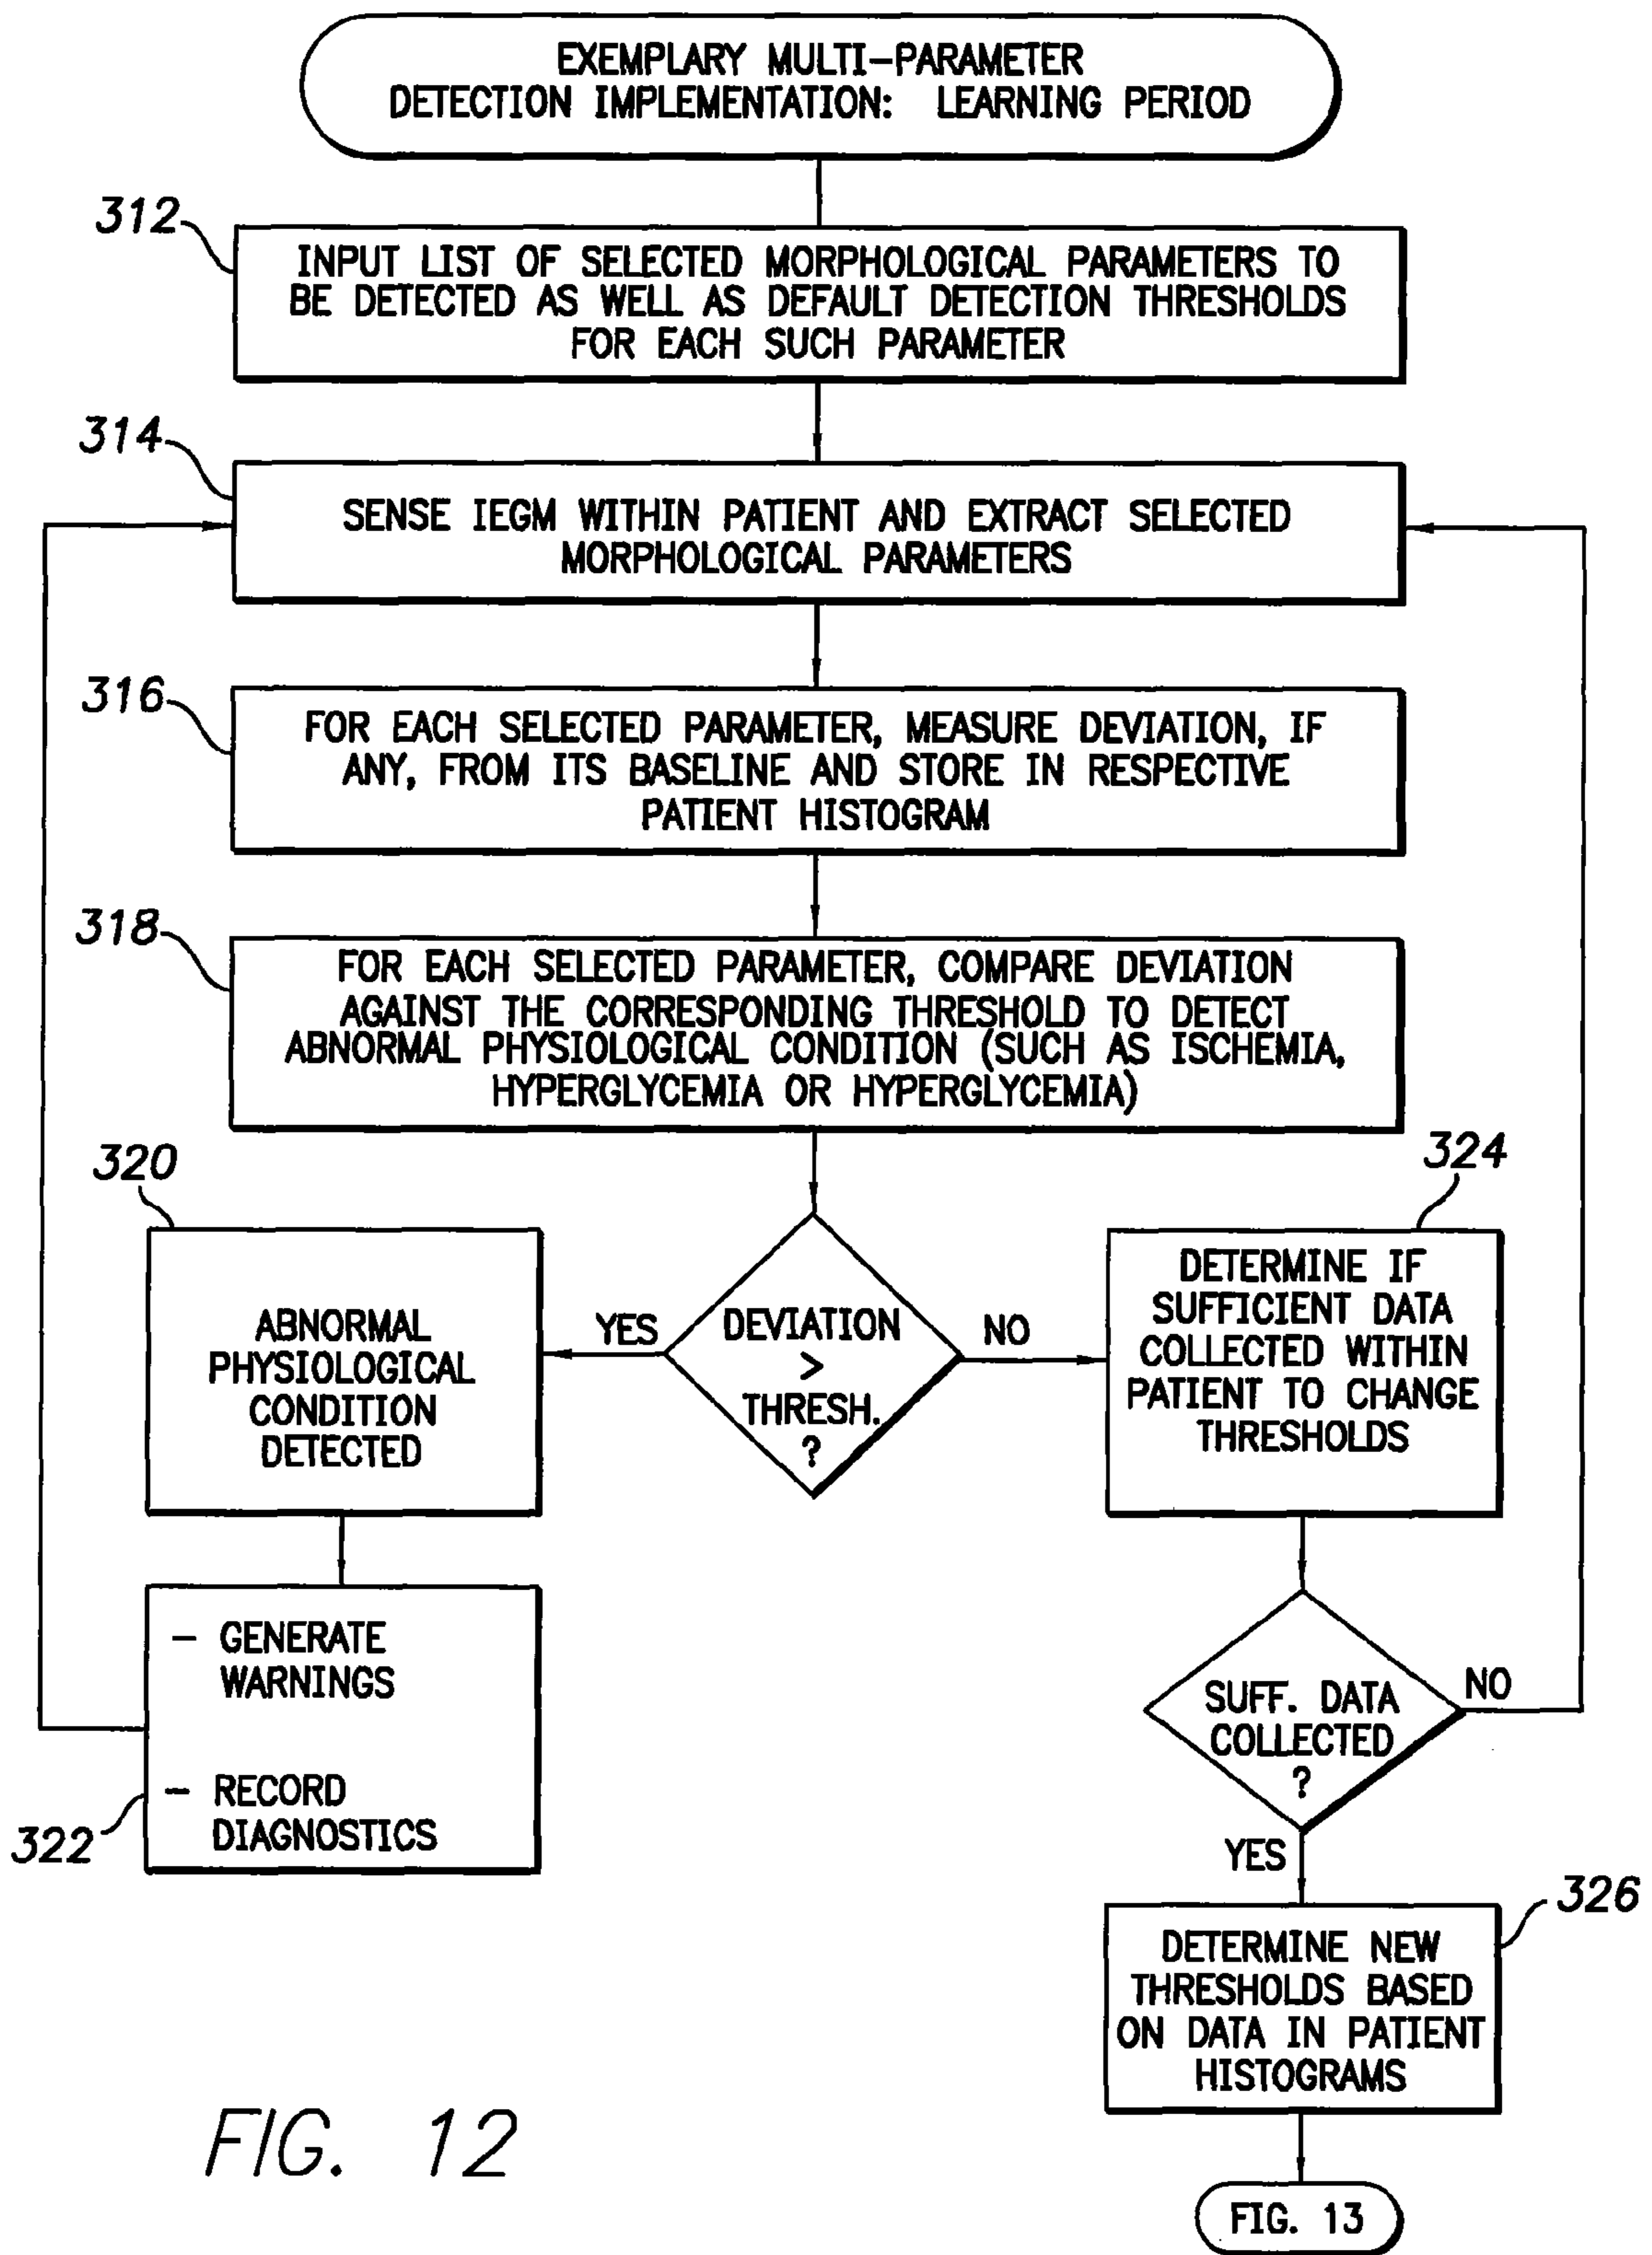 EXEMPLARY MULTI-PARAMETER
DETECTION IMPLEMENTATION: LEARNING PERIOD
312
INPUT LIST OF SELECTED MORPHOLOGICAL PARAMETERS TO
BE DETECTED AS WELL AS DEFAULT DETECTION THRESHOLDS
FOR EACH SUCH PARAMETER
314
SENSE IEGM WITHIN PATIENT AND EXTRACT SELECTED
MORPHOLOGICAL PARAMETERS
316
FOR EACH SELECTED PARAMETER, MEASURE DEVIATION, IF
ANY, FROM ITS BASELINE AND STORE IN RESPECTIVE
PATIENT HISTOGRAM
318
FOR EACH SELECTED PARAMETER, COMPARE DEVIATION
AGAINST THE CORRESPONDING THRESHOLD TO DETECT
ABNORMAL PHYSIOLOGICAL CONDITION (SUCH AS ISCHEMIA,
HYPERGLYCEMIA OR HYPERGLYCEMIA)
320
ABNORMAL
PHYSIOLOGICAL
CONDITION
DETECTED
YES
DEVIATION
>
THRESH.
?
NO
324
DETERMINE IF
SUFFICIENT DATA
COLLECTED WITHIN
PATIENT TO CHANGE
THRESHOLDS
- GENERATE
WARNINGS
- RECORD
DIAGNOSTICS
322
SUFF. DATA
COLLECTED
?
NO
YES
326
DETERMINE NEW
THRESHOLDS BASED
ON DATA IN PATIENT
HISTOGRAMS
FIG. 12
FIG. 13